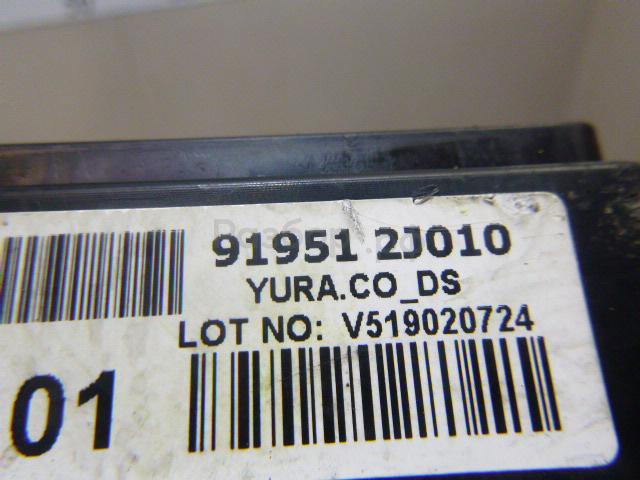 91951 2J010
YURA.CO_DS
LOT NO: V519020724
01